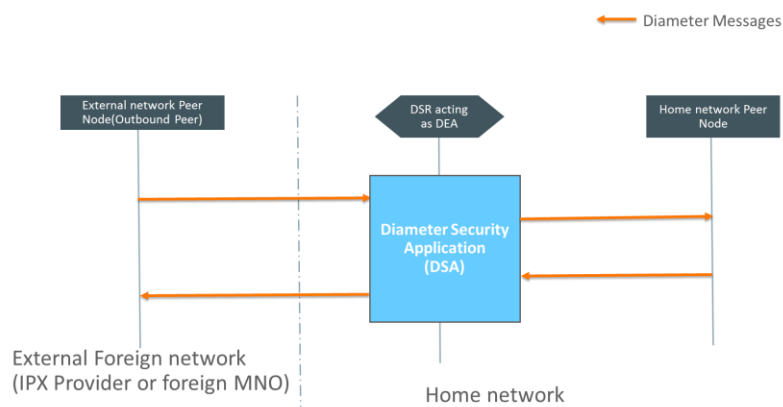 Diameter Messages
External network Peer
Node(Outbound Peer)
DSR acting
as DEA
Home network Peer
Node
Diameter Security
Application
(DSA)
External Foreign network
(IPX Provider or foreign MNO)
Home network